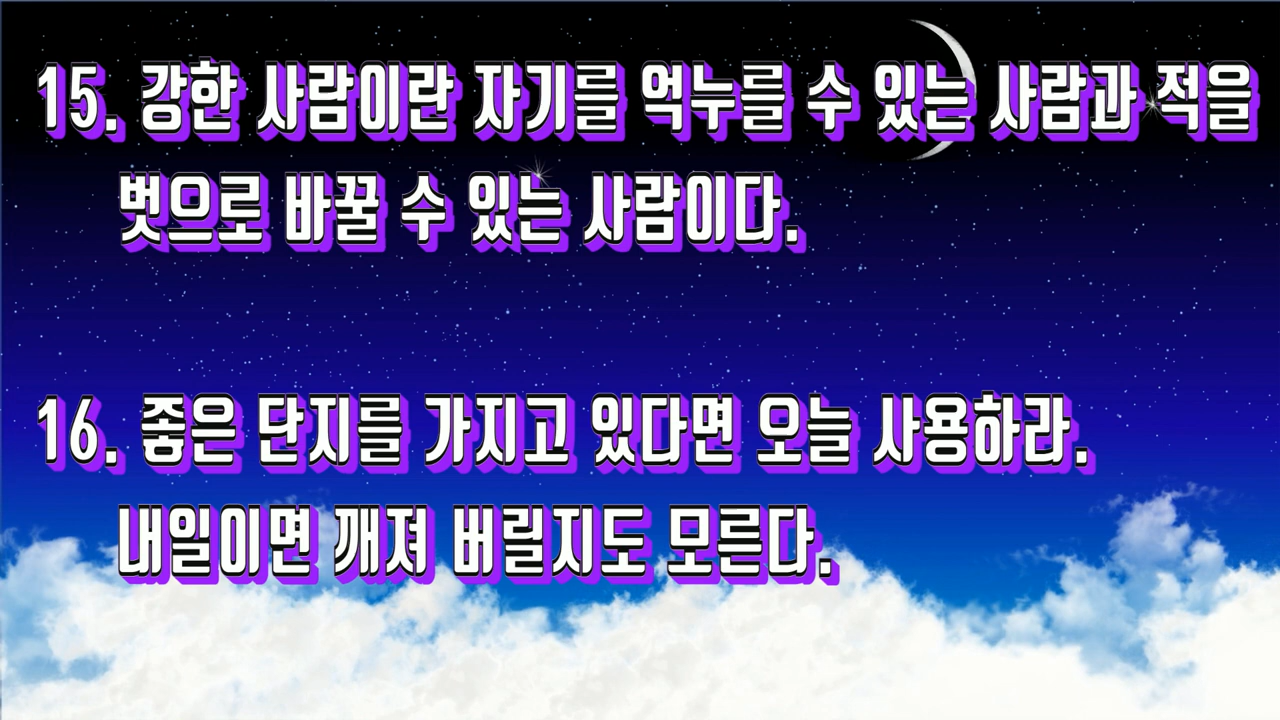 15. 강한 사람이란 자기를 억누를 수 있는 사람과 적을
벗으로 바꿀 수 있는 사람이다.
16. 좋은 단지를 가지고 있다면 오늘 사용하라.
내일이면 깨져 버릴지도 모른다.